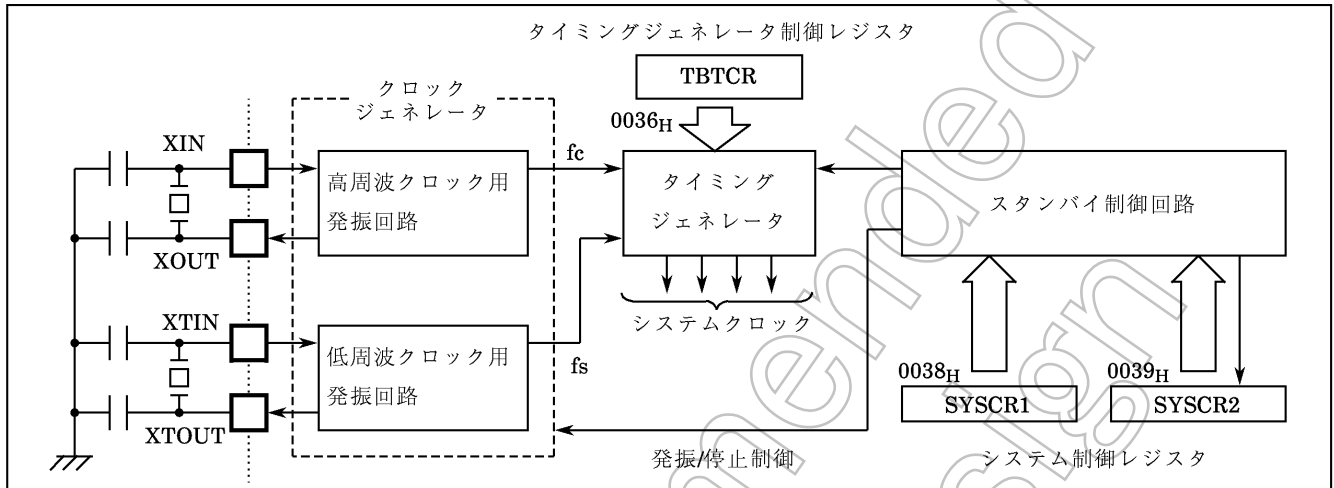 タイミングジェネレータ制御レジスタ
TBTCR
0036H
クロック
ジェネレータ
XIN
XOUT
XTIN
XTOUT
高周波クロック用
発振回路
低周波クロック用
発振回路
fc
fs
タイミング
ジェネレータ
システムクロック
スタンバイ制御回路
0038H
SYSCR1
0039H
SYSCR2
発振/停止制御
システム制御レジスタ
mended
sign